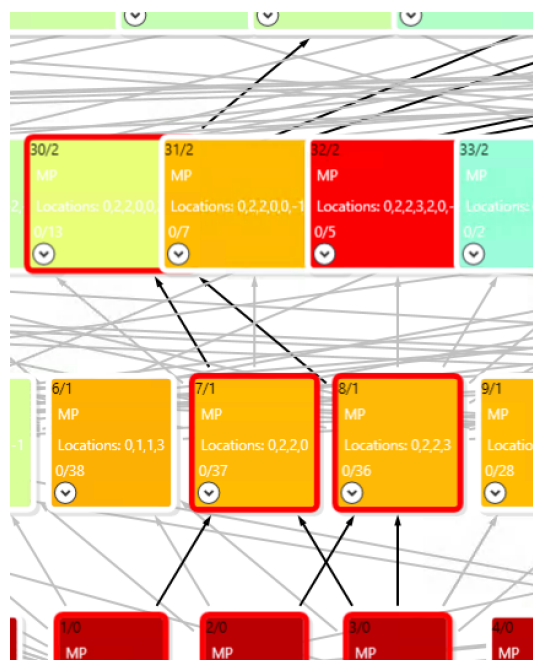 30/2
MP
Locations: 0,2,2,0,0,
0/13
31/2
MP
Locations: 0,2,2,0,0,-1
0/7
32/2
MP
Locations: 0,2,2,3,2,0,-
0/5
33/2
MP
Locations:
0/2
2,
6/1
MP
Locations: 0,1,1,3
0/38
7/1
MP
Locations: 0,2,2,0
0/37
8/1
MP
Locations: 0,2,2,3
0/36
9/1
MP
Locatio
0/28
-1
1/0
MP
2/0
MP
3/0
MP
4/0
MP